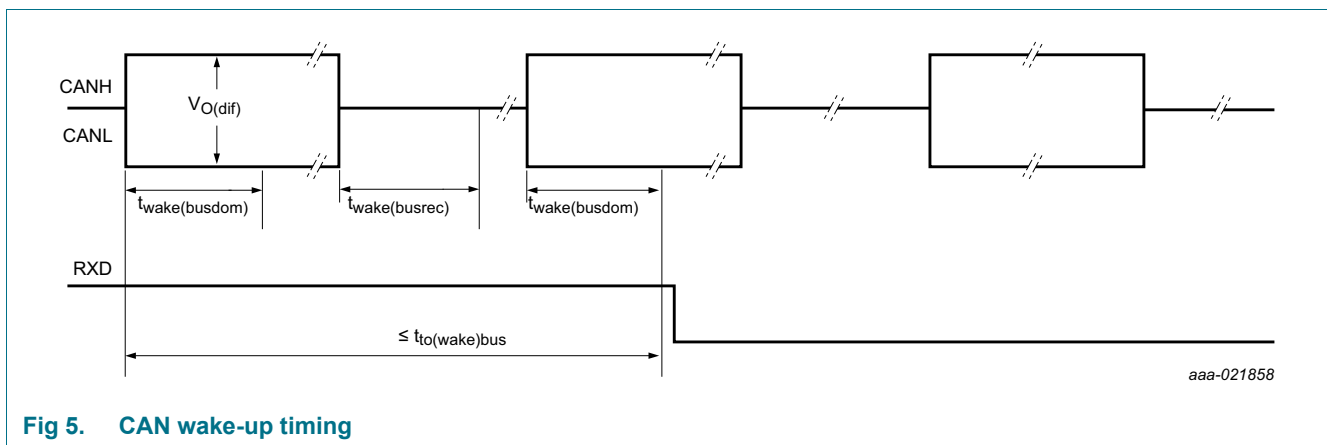 CANH
VO(dif)
CANL
twake(busdom)
twake(busrec)
twake(busdom)
RXD
≤ tto(wake)bus
aaa-021858
Fig 5. CAN wake-up timing